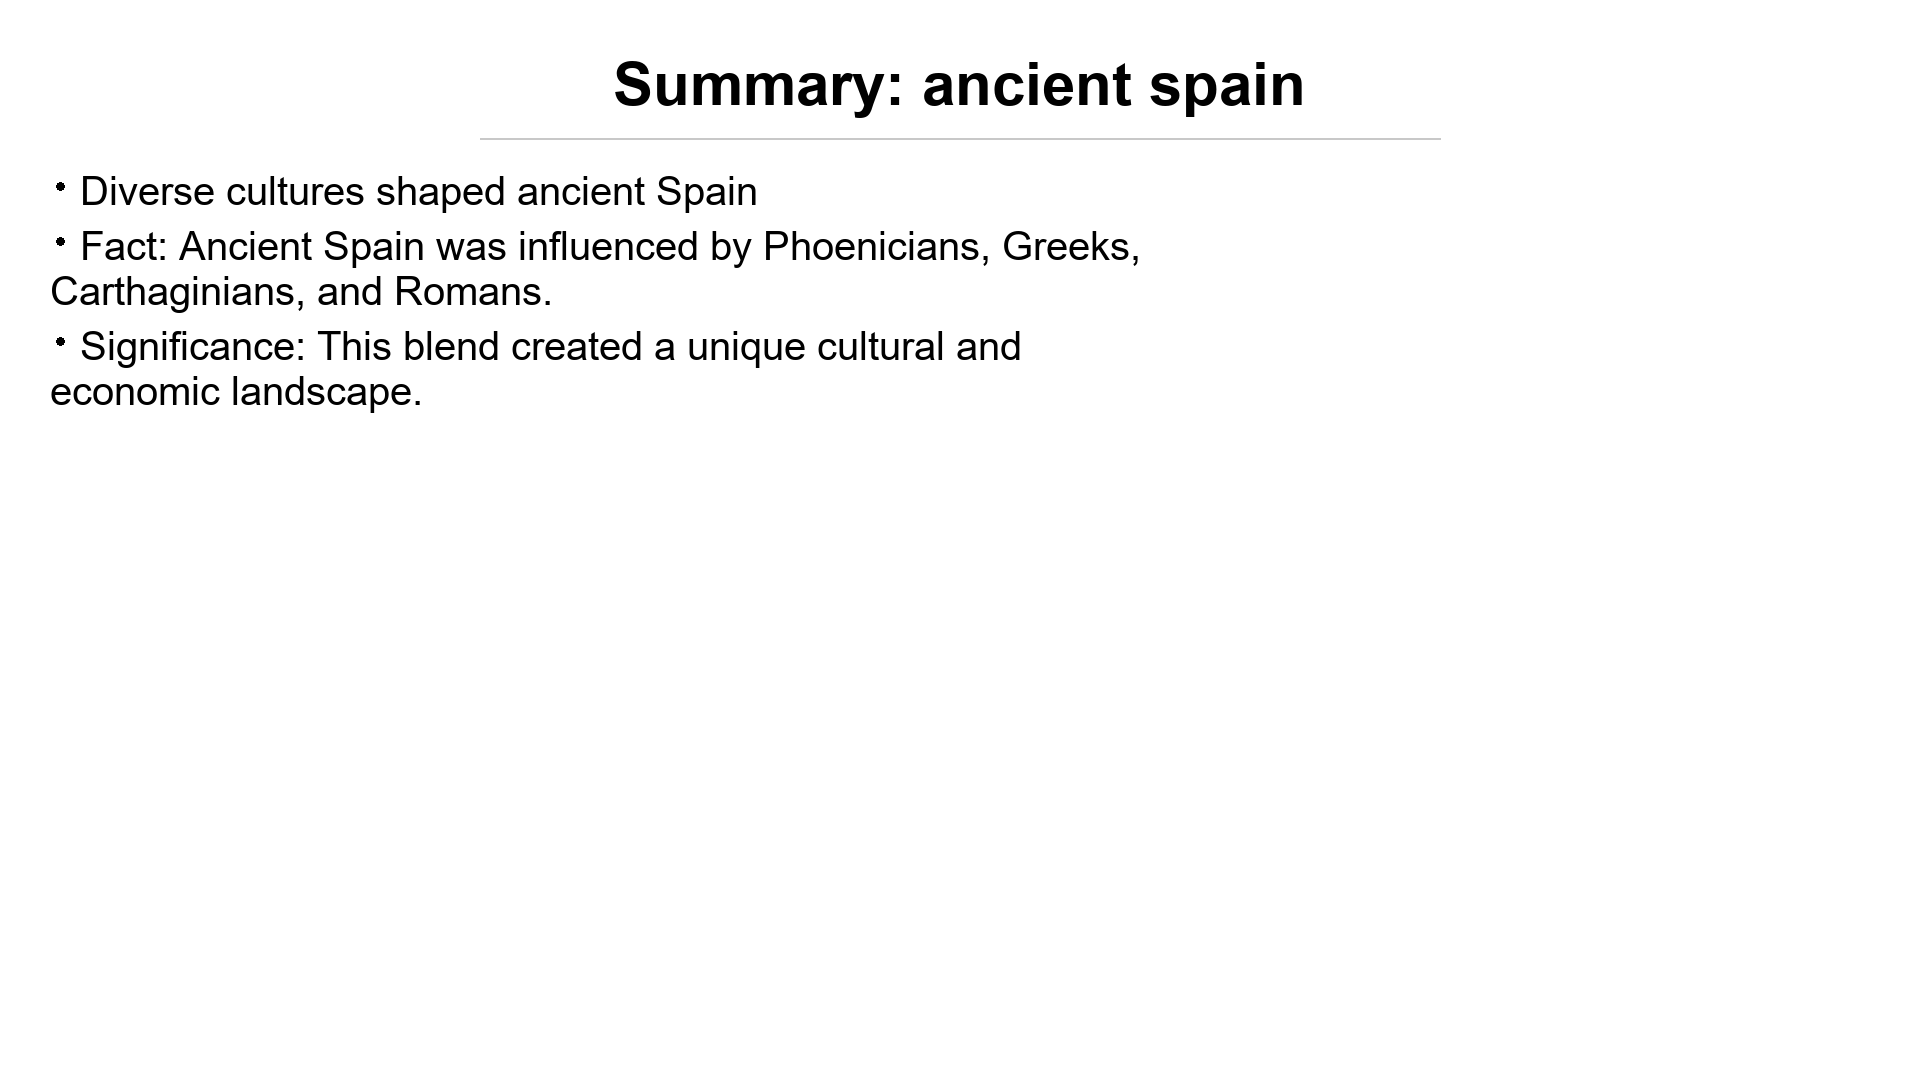 Summary: ancient spain
• Diverse cultures shaped ancient Spain
• Fact: Ancient Spain was influenced by Phoenicians, Greeks,
Carthaginians, and Romans.
• Significance: This blend created a unique cultural and
economic landscape.